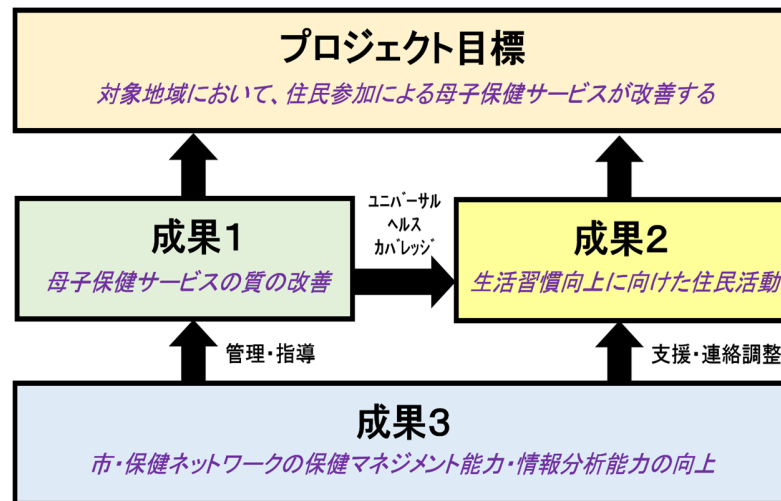 プロジェクト目標
対象地域において、住民参加による母子保健サービスが改善する
ユニバーサル
ヘルス
カバレッジ
成果1
母子保健サービスの質の改善
成果2
生活習慣向上に向けた住民活動
管理・指導
支援・連絡調整
成果3
市・保健ネットワークの保健マネジメント能力・情報分析能力の向上